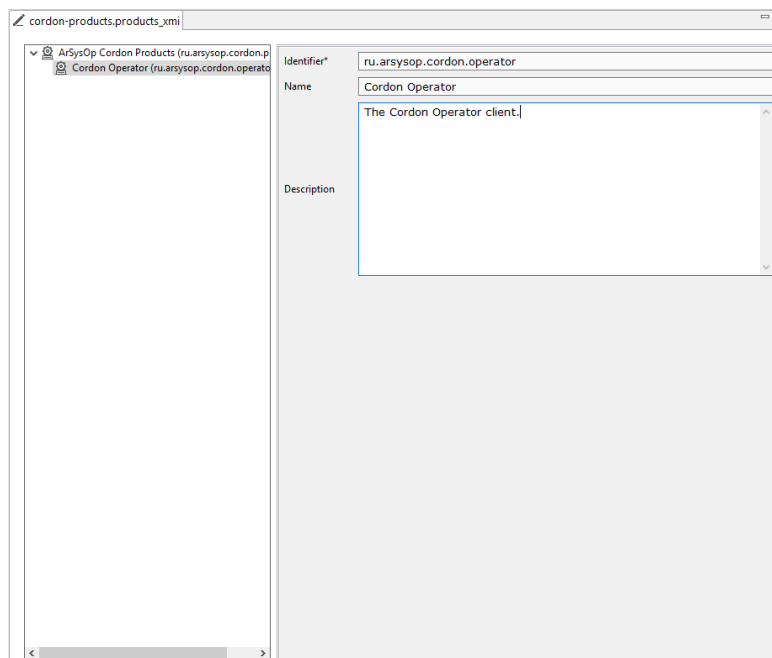 cordon-products.products_xmi
ArSysOp Cordon Products (ru.arsysop.cordon.p
Cordon Operator (ru.arsysop.cordon.operato
Identifier* ru.arsysop.cordon.operator
Name Cordon Operator
Description The Cordon Operator client.